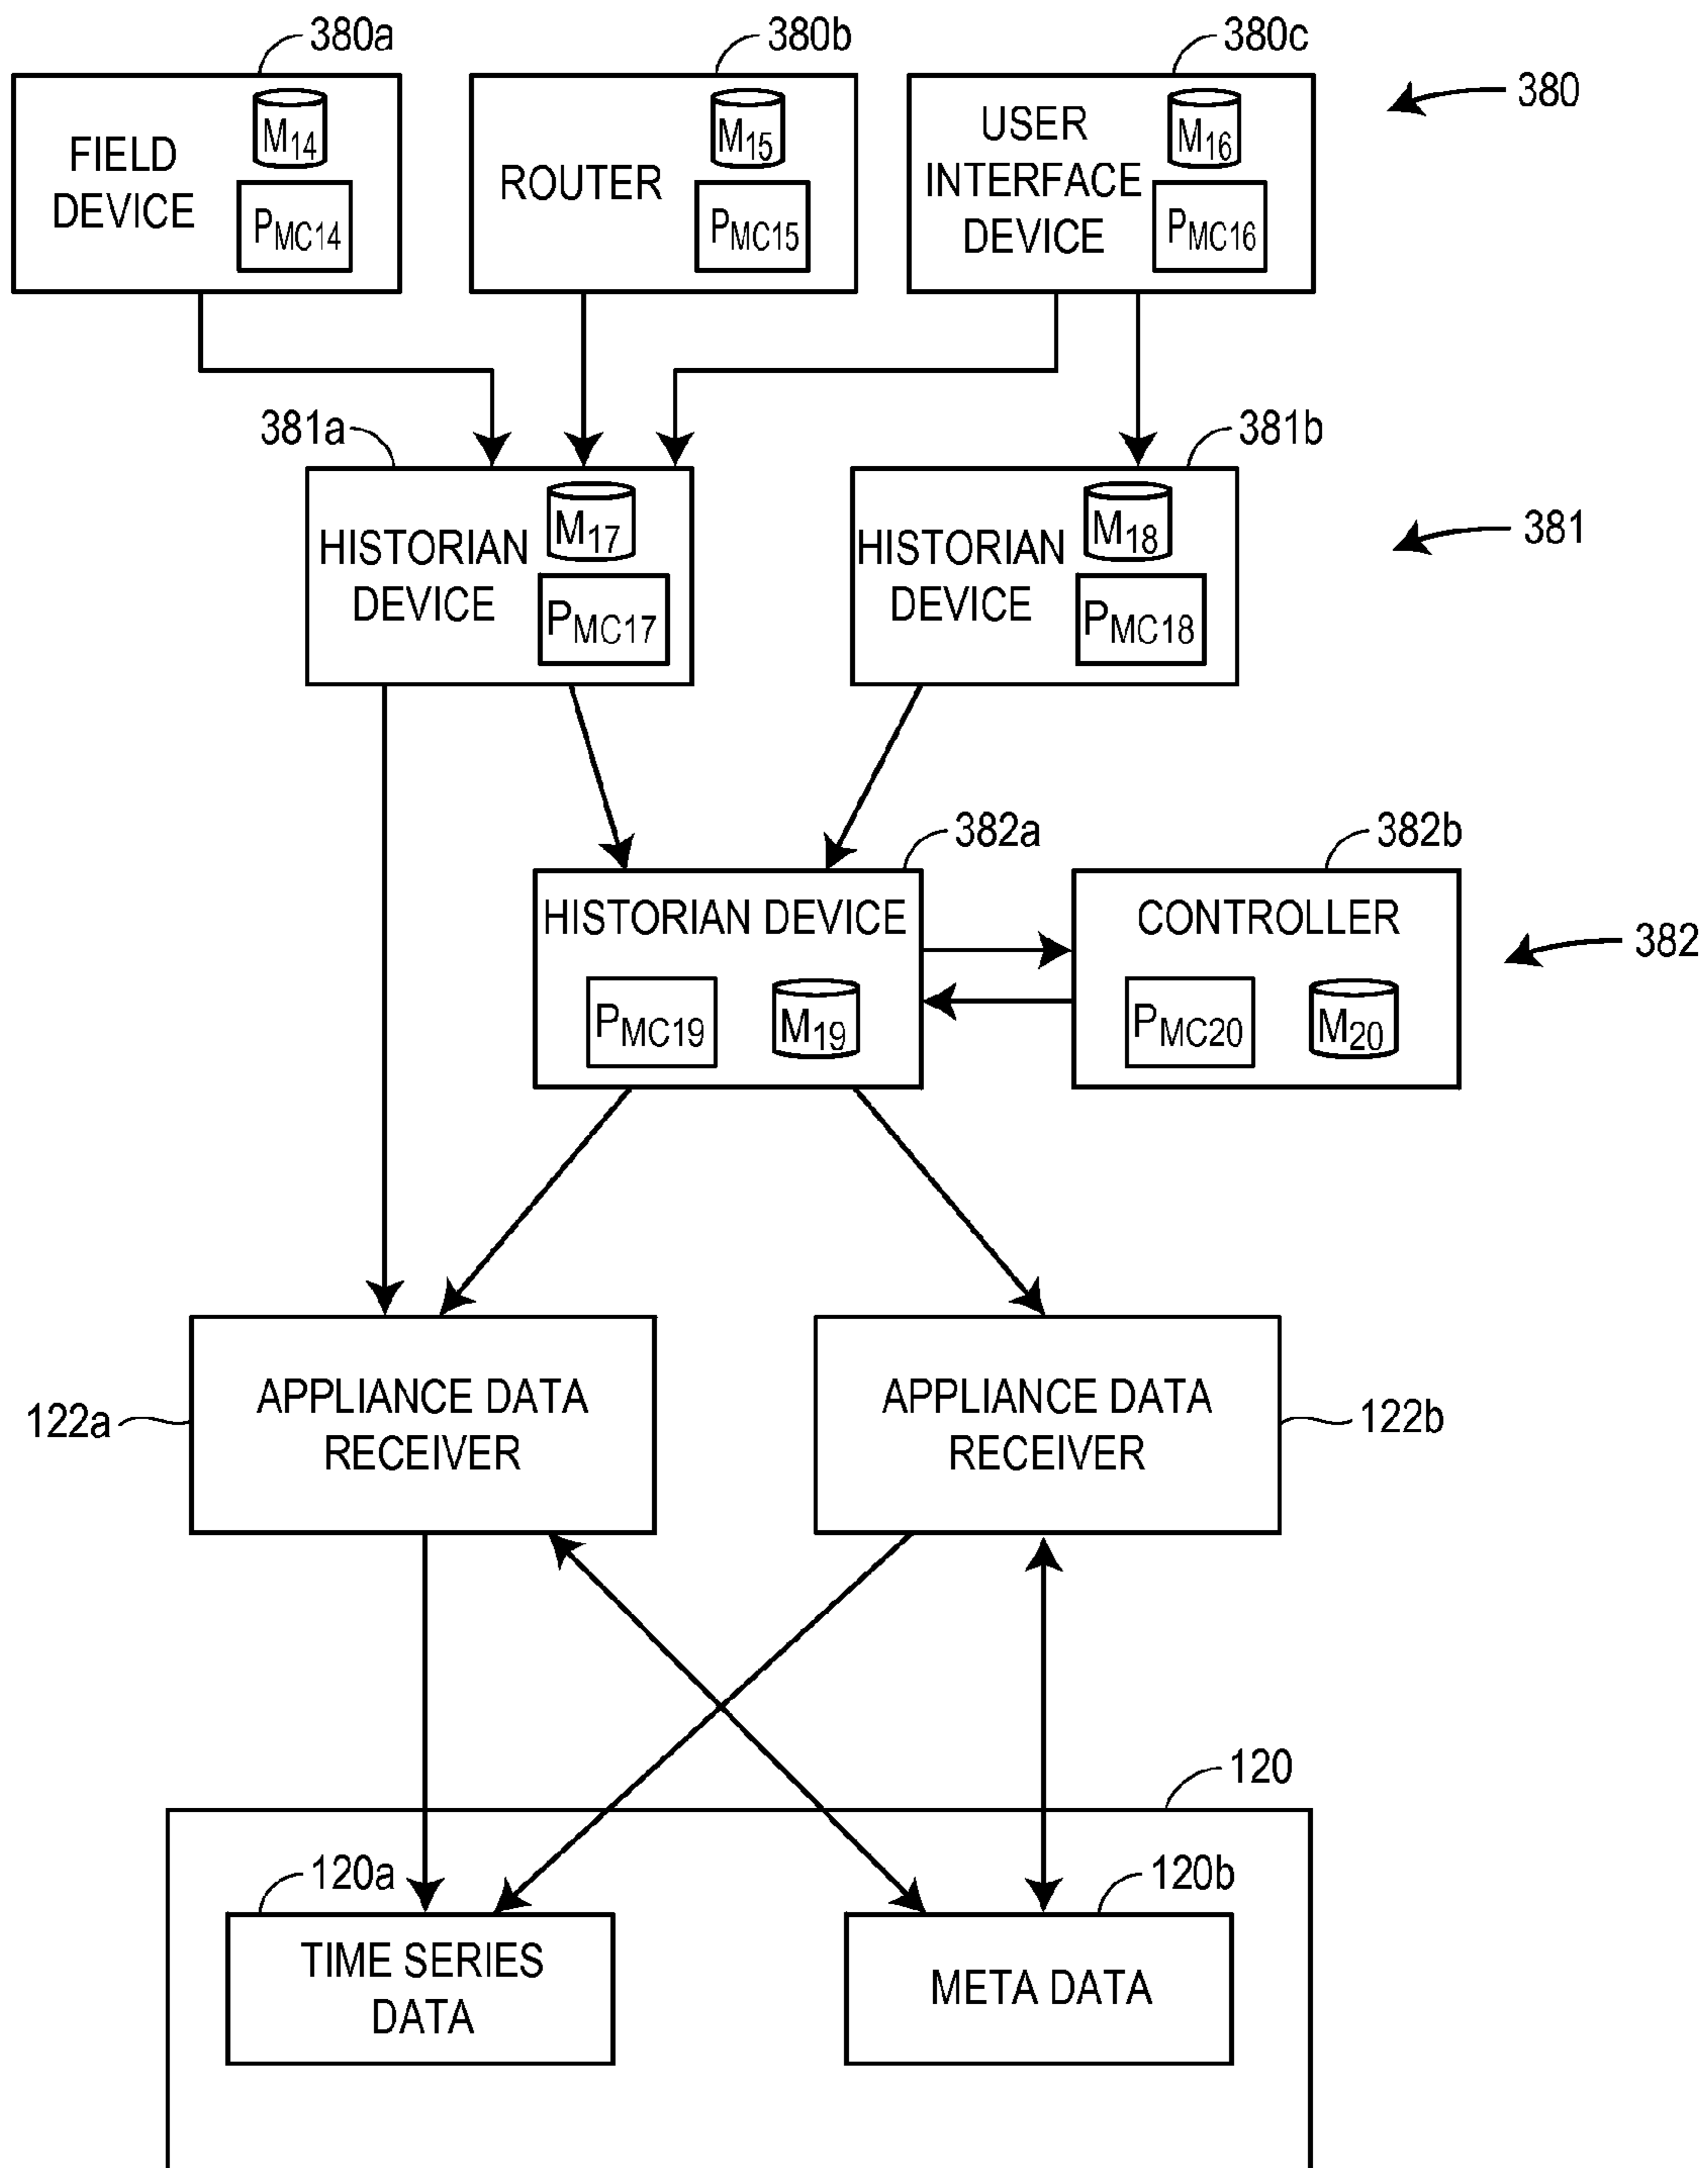 380a
380b
380c
380
FIELD
DEVICE
M14
PMC14
ROUTER
M15
PMC15
USER
INTERFACE
DEVICE
M16
PMC16
381a
381b
381
HISTORIAN
DEVICE
M17
PMC17
HISTORIAN
DEVICE
M18
PMC18
382a
382b
382
HISTORIAN DEVICE
PMC19
M19
CONTROLLER
PMC20
M20
122a
APPLIANCE DATA
RECEIVER
APPLIANCE DATA
RECEIVER
122b
120
120a
120b
TIME SERIES
DATA
META DATA